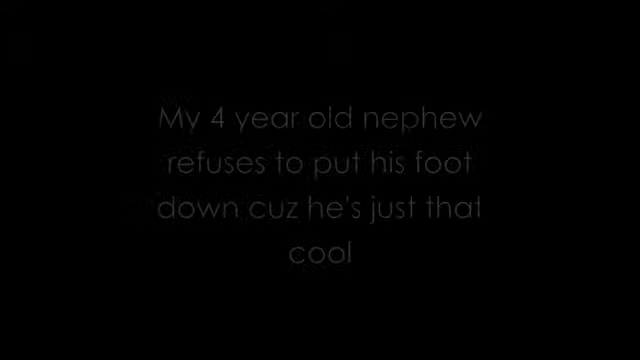 My 4 year old nephew
refuses to put his foot
down cuz he's just that
cool